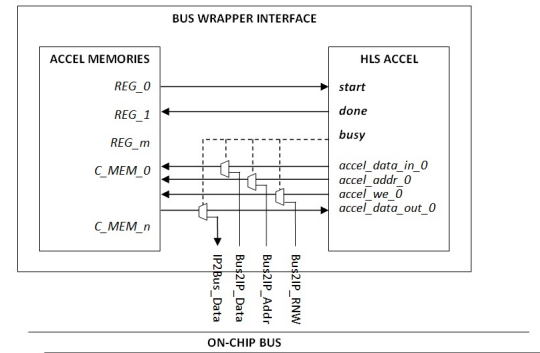 BUS WRAPPER INTERFACE
ACCEL MEMORIES
HLS ACCEL
REG_0
start
REG_1
done
REG_m
busy
C_MEM_0
accel_data_in_0
accel_addr_0
accel_we_0
accel_data_out_0
C_MEM_n
IP2Bus_Data
Bus2IP_Data
Bus2IP_Addr
Bus2IP_RNW
ON-CHIP BUS